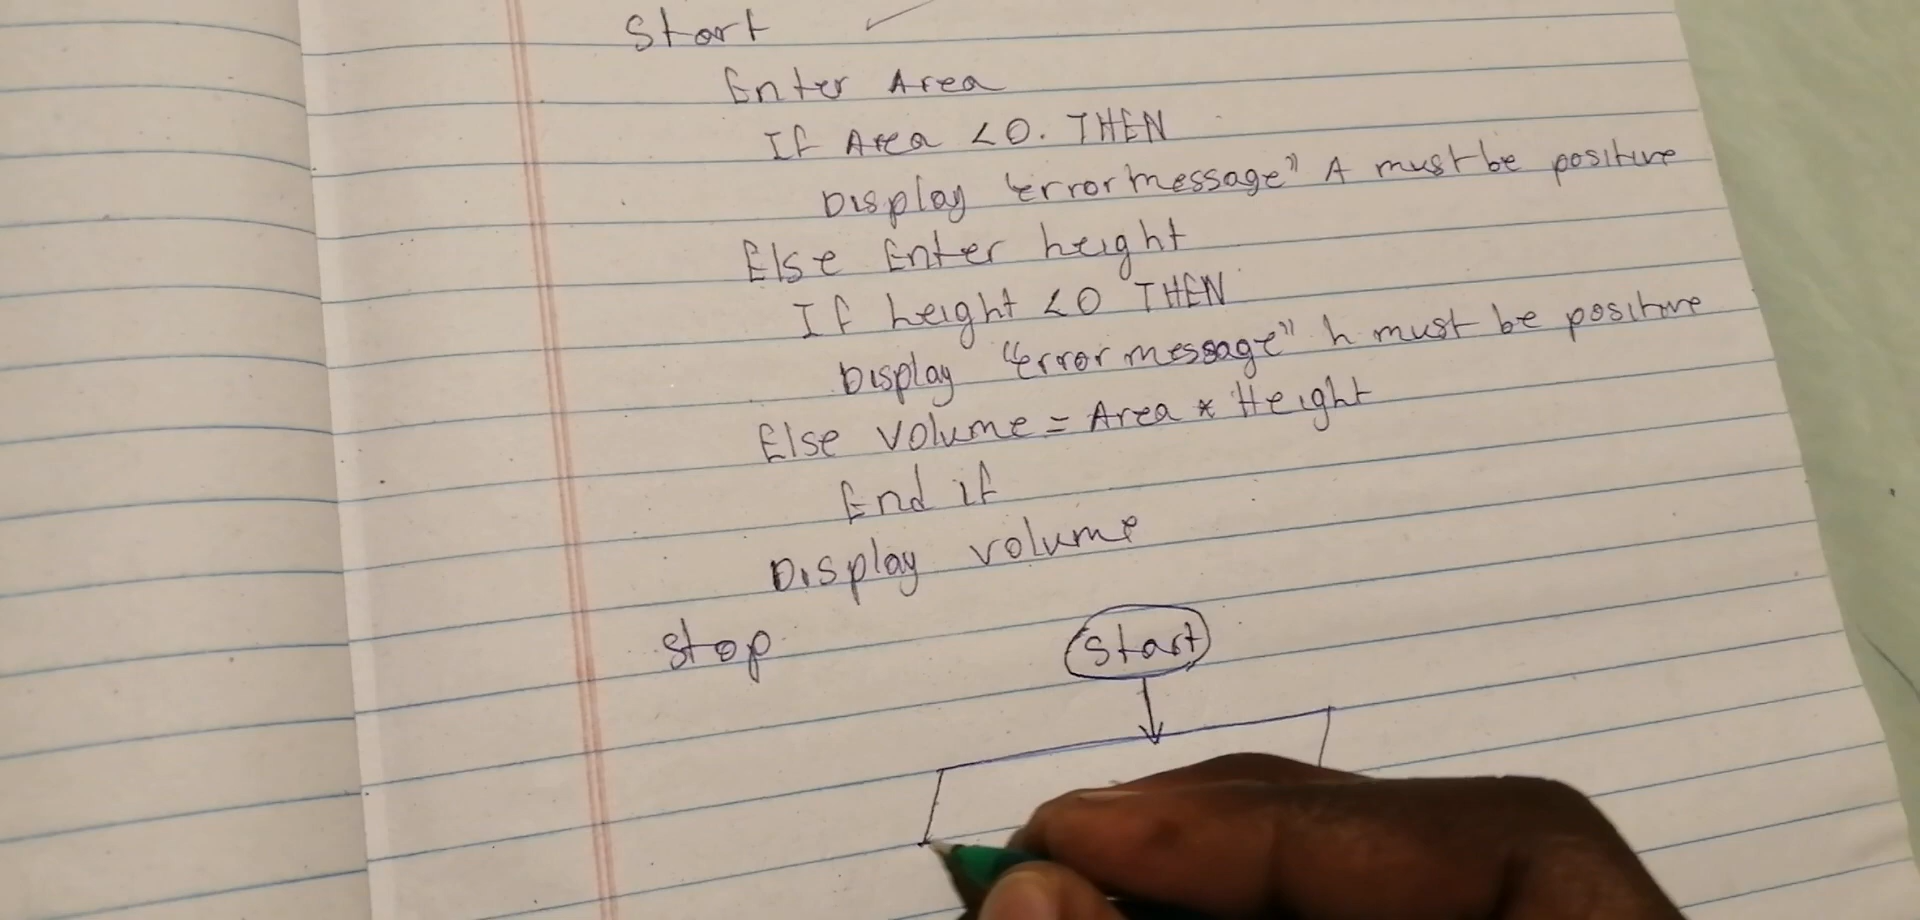 Start
Enter Area
If Area <0. THEN
Display "error message" A must be positive
Else Enter height
If height <0 THEN
Display "error message" h must be positive
Else volume = Area * Height
End if
Display volume
Stop
Start